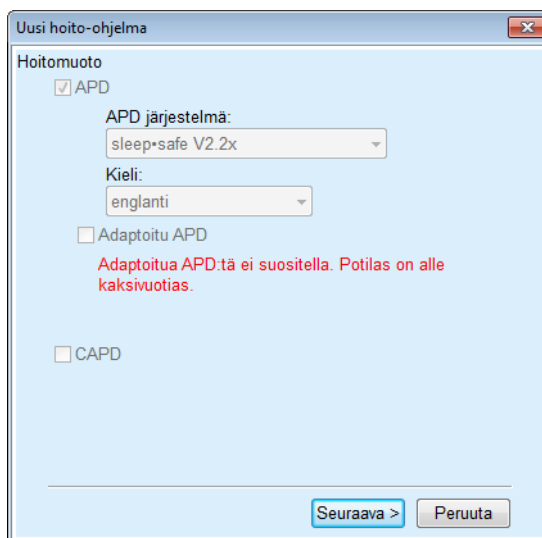 Uusi hoito-ohjelma
Hoitomuoto
APD
APD järjestelmä:
sleep•safe V2.2x
Kieli:
englanti
Adaptoitu APD
Adaptoitua APD:tä ei suositella. Potilas on alle
kaksivuotias.
CAPD
Seuraava >
Peruuta